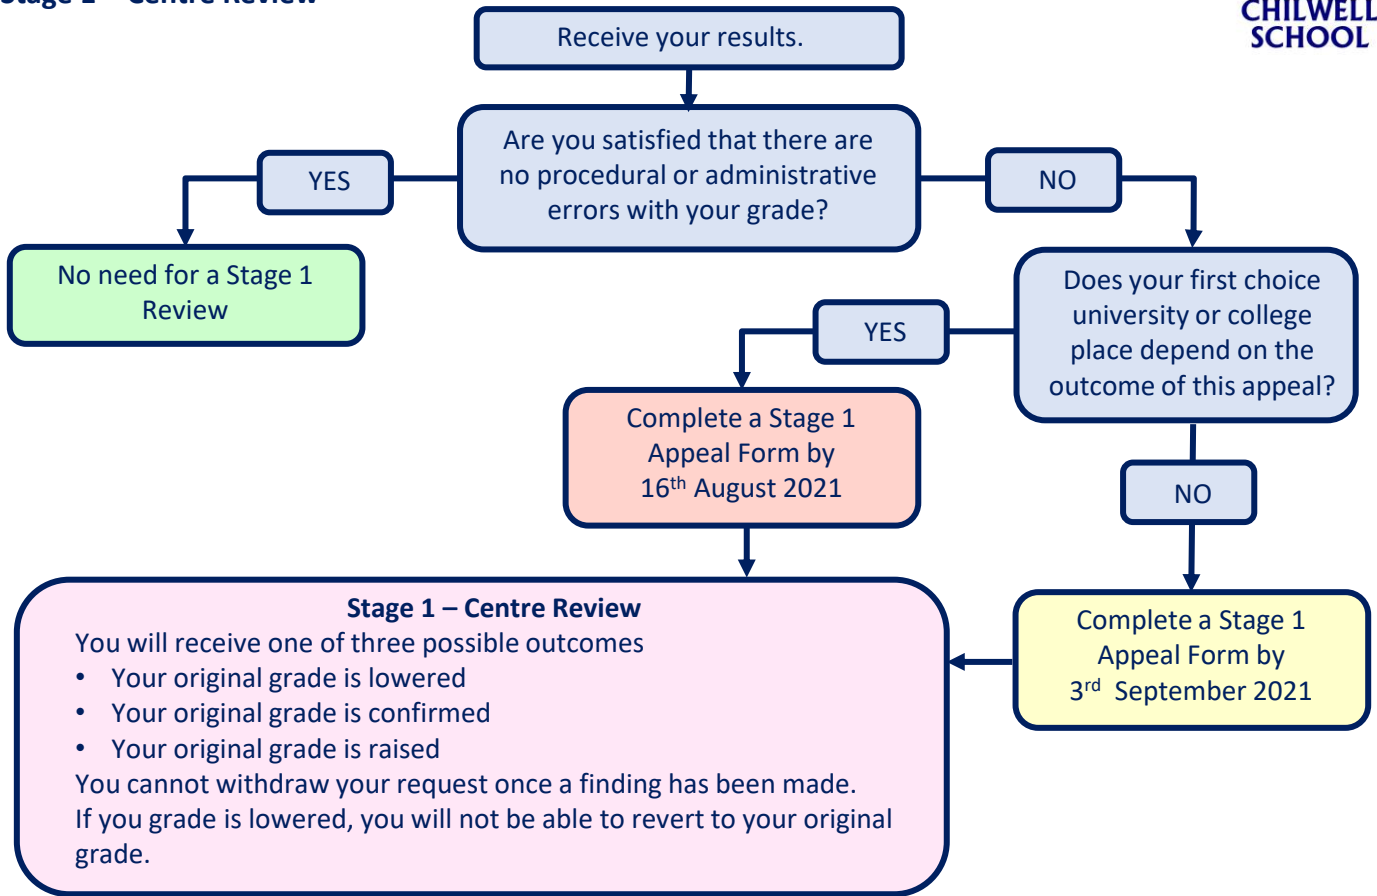 Stage 1 – Centre Review
CHILWELL
SCHOOL
Receive your results.
Are you satisfied that there are
no procedural or administrative
errors with your grade?
YES
NO
No need for a Stage 1
Review
Does your first choice
university or college
place depend on the
outcome of this appeal?
YES
Complete a Stage 1
Appeal Form by
16th August 2021
NO
Complete a Stage 1
Appeal Form by
3rd September 2021
Stage 1 – Centre Review
You will receive one of three possible outcomes
• Your original grade is lowered
• Your original grade is confirmed
• Your original grade is raised
You cannot withdraw your request once a finding has been made.
If you grade is lowered, you will not be able to revert to your original
grade.